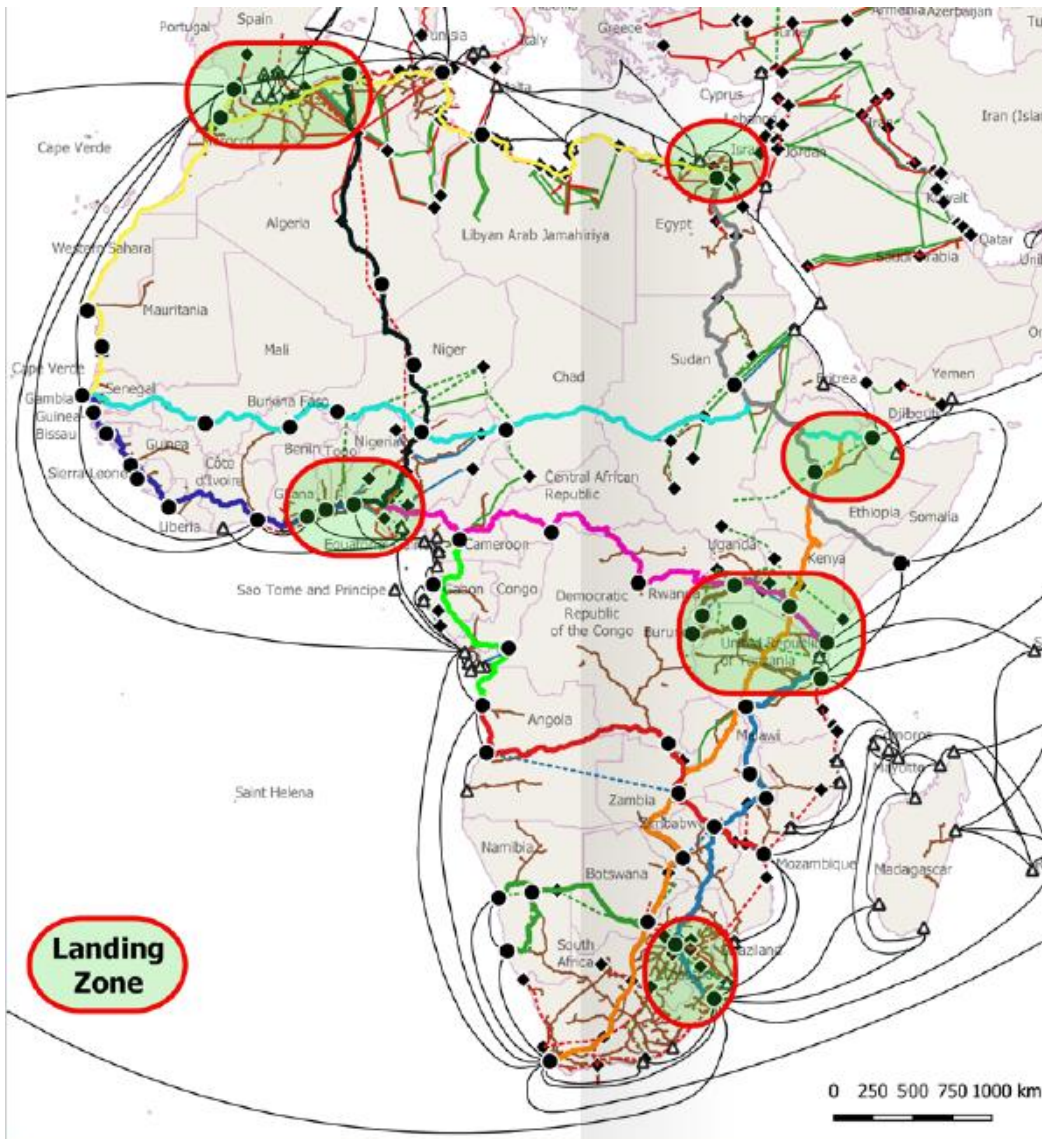 Spain
Portugal
Tunisia
Italy
Greece
Armenia
Azerbaijan
Malta
Cyprus
Lebanon
Israel
Iraq
Iran (Isla
Jordan
Cape Verde
Morocco
Kuwait
Algeria
Libyan Arab Jamahiriya
Egypt
Qatar
Saudi Arabia
Western Sahara
Mauritania
Mali
Niger
Chad
Sudan
Eritrea
Yemen
Cape Verde
Senegal
Gambia
Guinea
Bissau
Burkina Faso
Djibouti
Guinea
Benin
Togo
Nigeria
Sierra Leone
Côte
d'Ivoire
Ghana
Central African
Republic
Liberia
Ethiopia
Somalia
Cameroon
Uganda
Kenya
Sao Tome and Principe
Gabon
Congo
Democratic
Republic
of the Congo
Rwanda
Burundi
United Republic
of Tanzania
Angola
Malawi
Comoros
Mayotte
Saint Helena
Zambia
Zimbabwe
Namibia
Botswana
Mozambique
Madagascar
South
Africa
Swaziland
Landing
Zone
0 250 500 750 1000 km